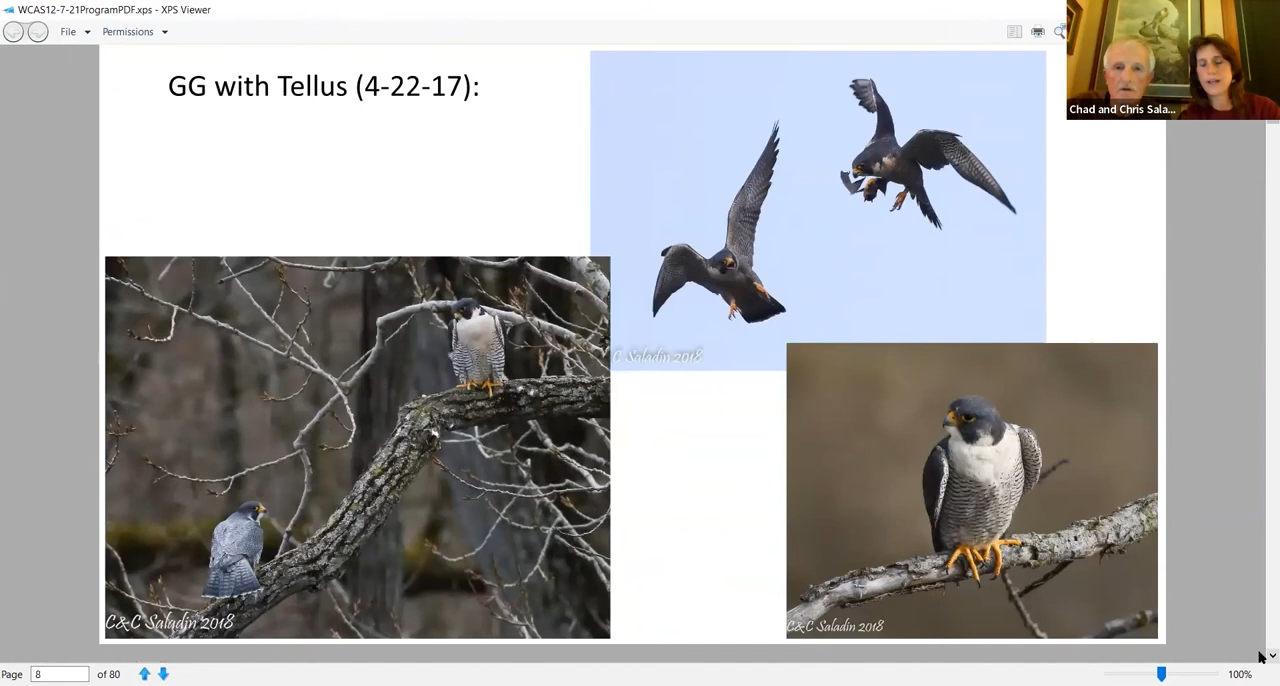 WCAS12-7-21ProgramPDF.xps - XPS Viewer
File Permissions
GG with Tellus (4-22-17):
Chad and Chris Sala...
C Saladin 2018
C&C Saladin 2018
C&C Saladin 2018
Page 8 of 80
100%